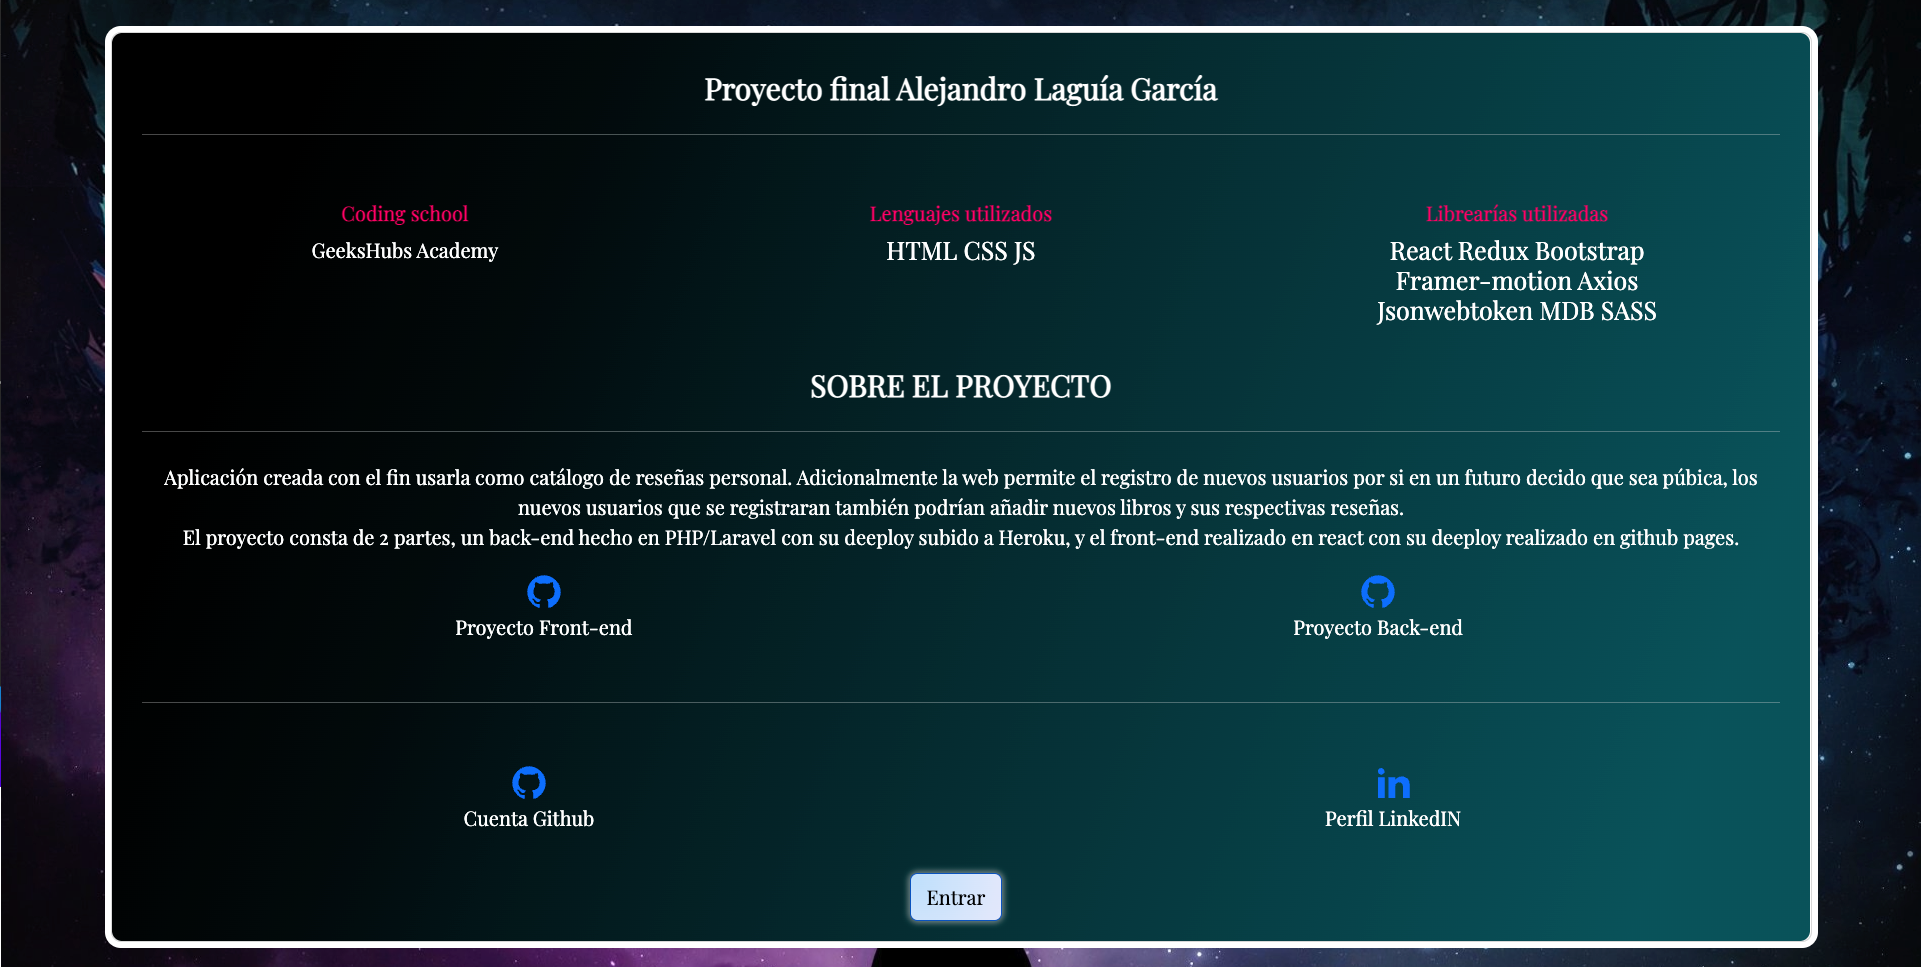 Proyecto final Alejandro Laguía García
Coding school
GeeksHubs Academy
Lenguajes utilizados
HTML CSS JS
Librearías utilizadas
React Redux Bootstrap
Framer-motion Axios
Jsonwebtoken MDB SASS
SOBRE EL PROYECTO
Aplicación creada con el fin usarla como catálogo de reseñas personal. Adicionalmente la web permite el registro de nuevos usuarios por si en un futuro decido que sea púbica, los
nuevos usuarios que se registraran también podrían añadir nuevos libros y sus respectivas reseñas.
El proyecto consta de 2 partes, un back-end hecho en PHP/Laravel con su deeploy subido a Heroku, y el front-end realizado en react con su deeploy realizado en github pages.
Proyecto Front-end
Proyecto Back-end
Cuenta Github
Perfil LinkedIN
Entrar